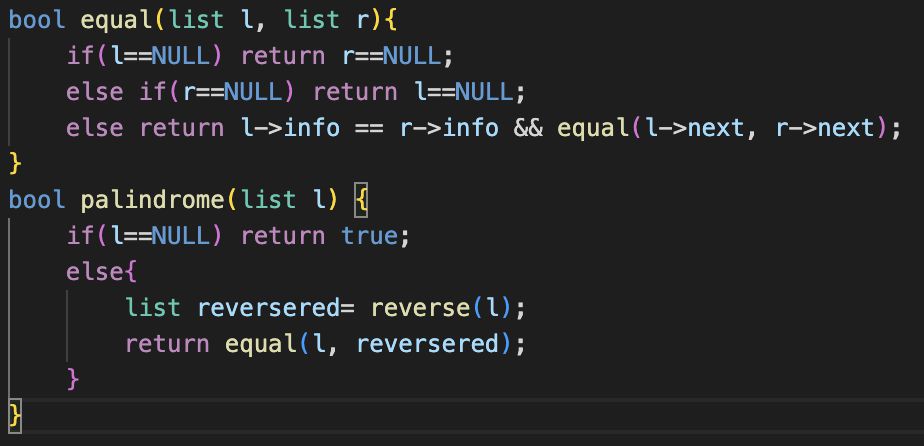 bool equal(list l, list r){
    if(l==NULL) return r==NULL;
    else if(r==NULL) return l==NULL;
    else return l->info == r->info && equal(l->next, r->next);
}
bool palindrome(list l) {
    if(l==NULL) return true;
    else{
        list reversered= reverse(l);
        return equal(l, reversered);
    }
}